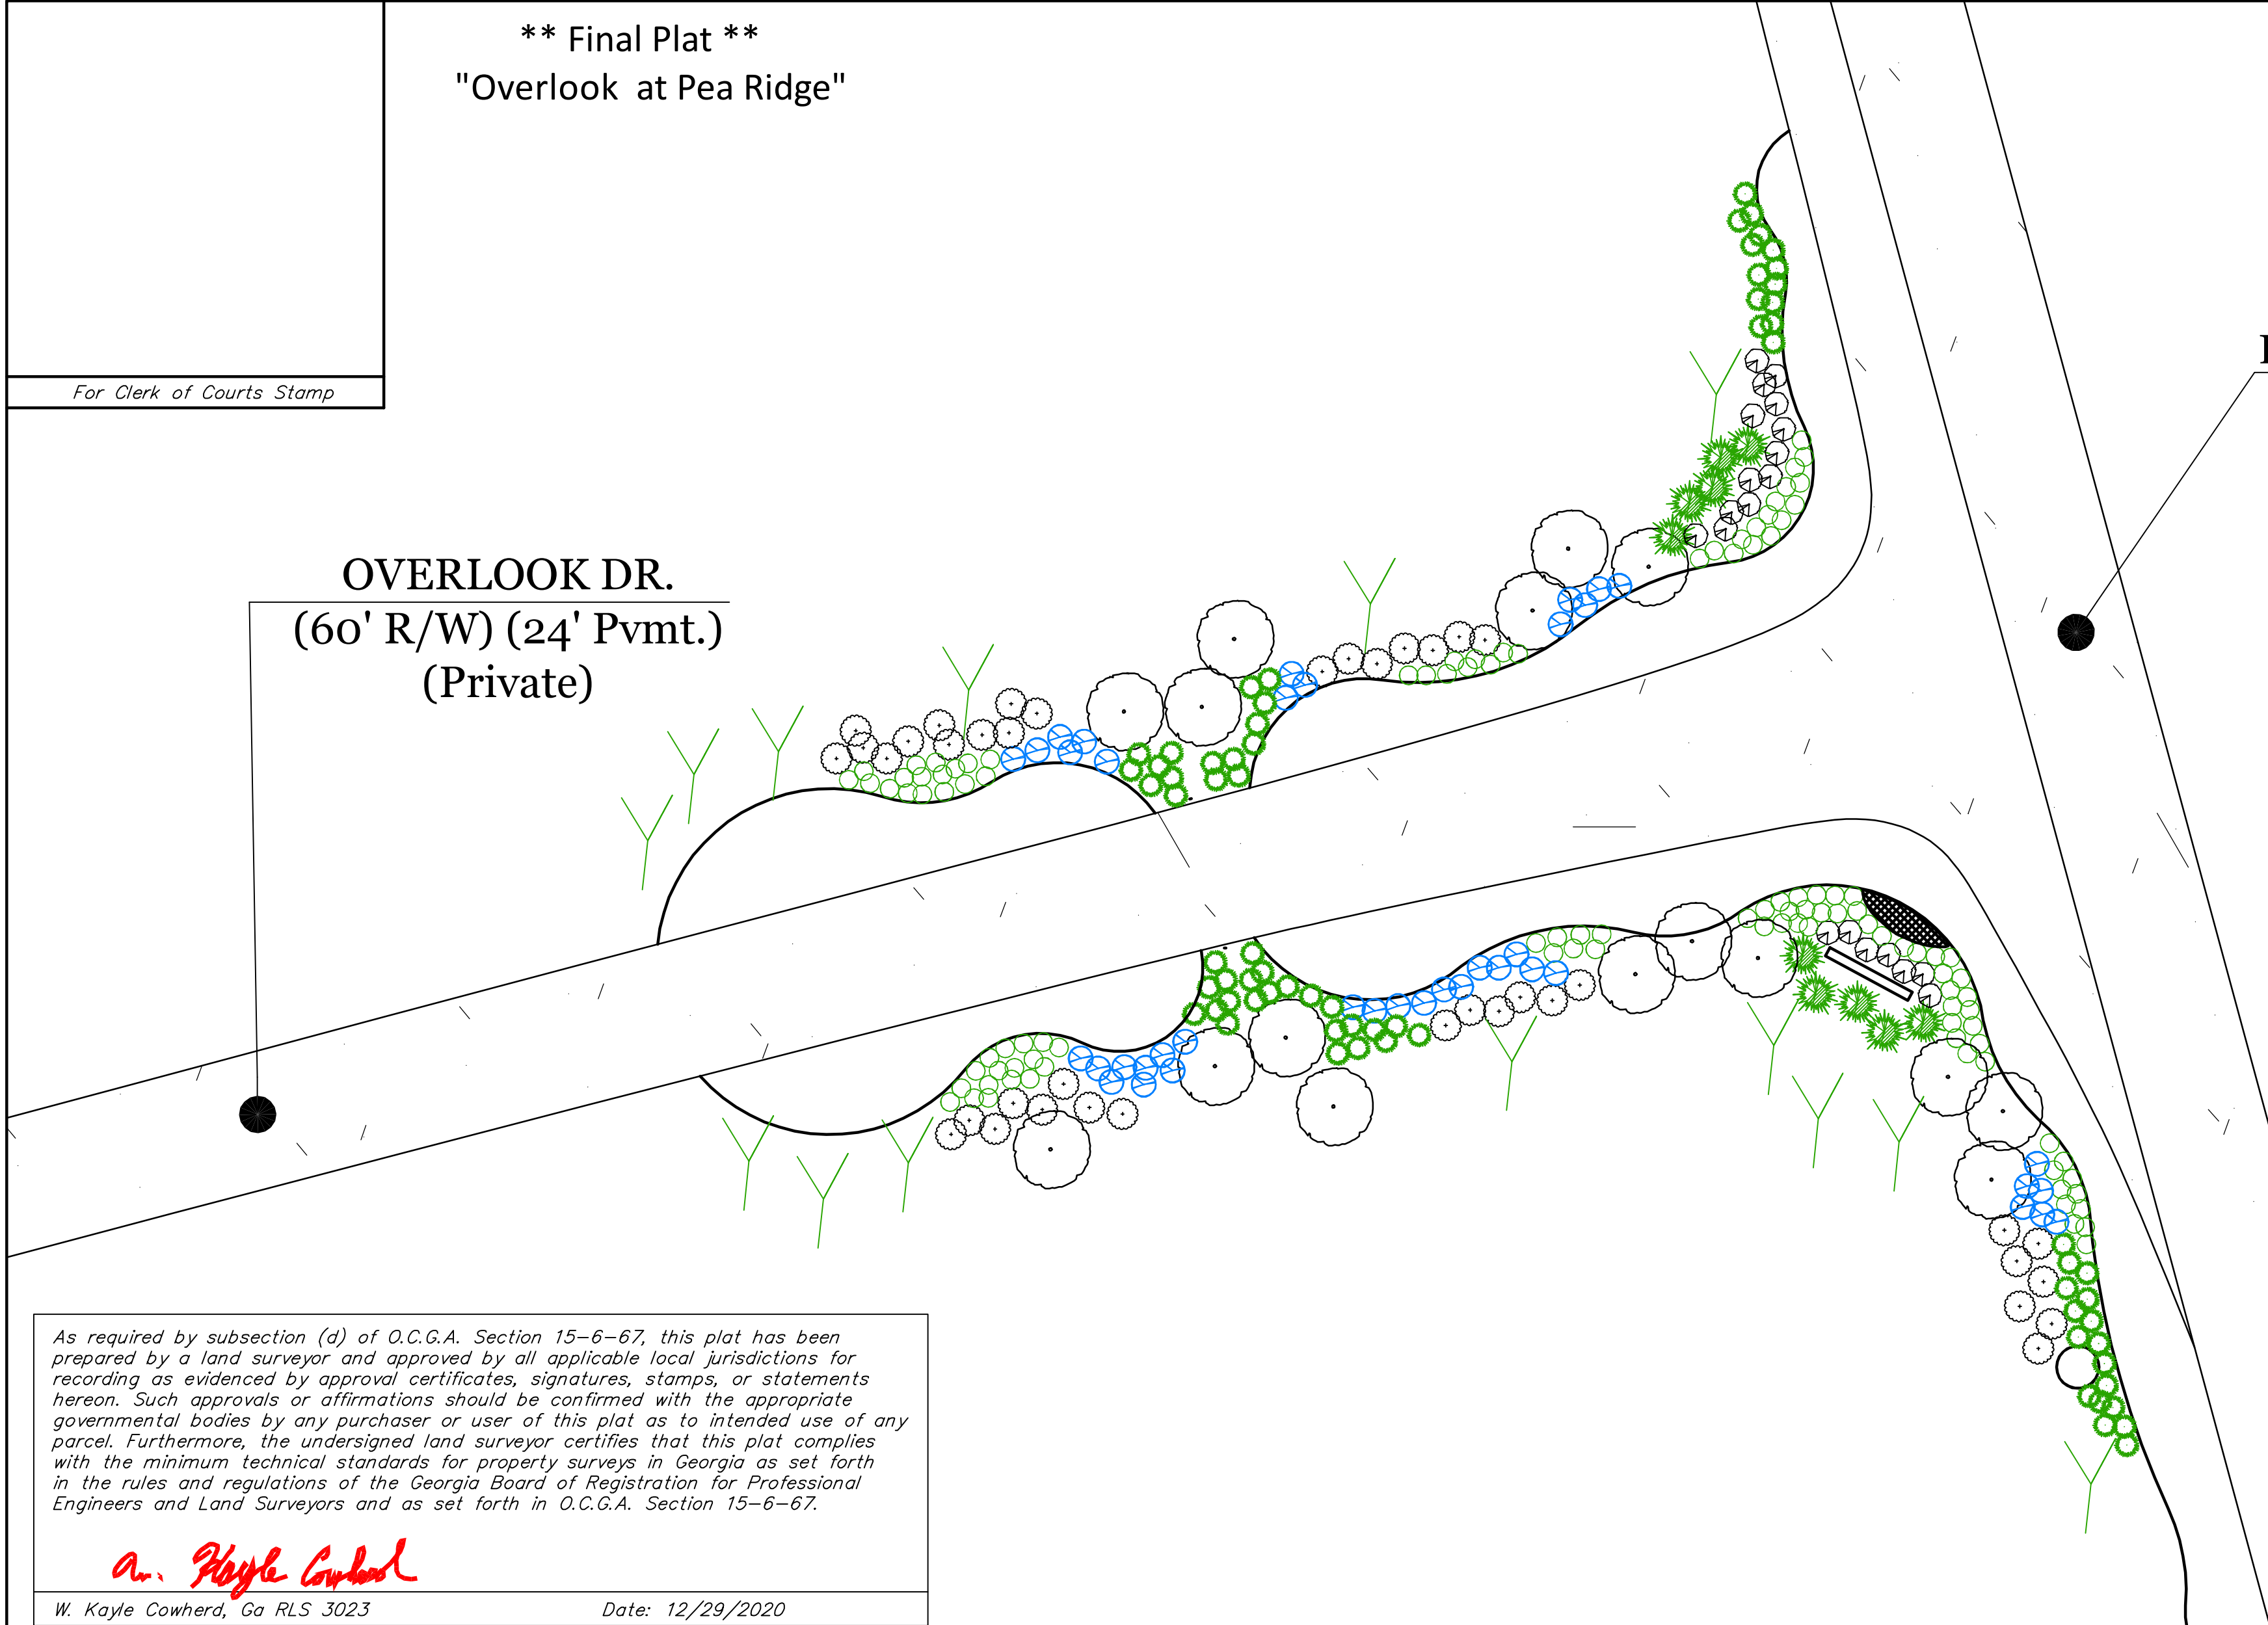 ** Final Plat **
"Overlook at Pea Ridge"
For Clerk of Courts Stamp
OVERLOOK DR.
(60' R/W) (24' Pvmt.)
(Private)
As required by subsection (d) of O.C.G.A. Section 15-6-67, this plat has been
prepared by a land surveyor and approved by all applicable local jurisdictions for
recording as evidenced by approval certificates, signatures, stamps, or statements
hereon. Such approvals or affirmations should be confirmed with the appropriate
governmental bodies by any purchaser or user of this plat as to intended use of any
parcel. Furthermore, the undersigned land surveyor certifies that this plat complies
with the minimum technical standards for property surveys in Georgia as set forth
in the rules and regulations of the Georgia Board of Registration for Professional
Engineers and Land Surveyors and as set forth in O.C.G.A. Section 15-6-67.
Kayle Cowherd
W. Kayle Cowherd, Ga RLS 3023 Date: 12/29/2020